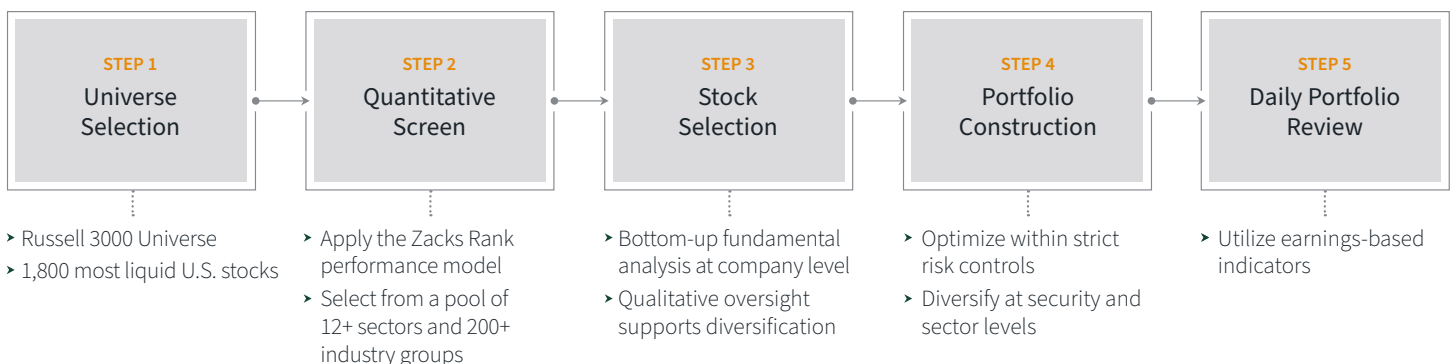 STEP 1
Universe
Selection
STEP 2
Quantitative
Screen
STEP 3
Stock
Selection
STEP 4
Portfolio
Construction
STEP 5
Daily Portfolio
Review
Russell 3000 Universe
1,800 most liquid U.S. stocks
Apply the Zacks Rank
performance model
Select from a pool of
12+ sectors and 200+
industry groups
Bottom-up fundamental
analysis at company level
Qualitative oversight
supports diversification
Optimize within strict
risk controls
Diversify at security and
sector levels
Utilize earnings-based
indicators